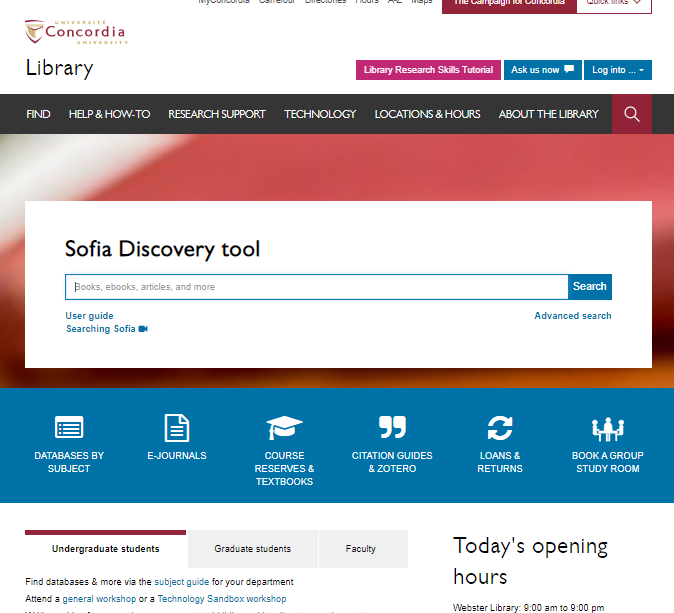 MyConcordia Carrefour Directories Hours A-Z Maps The Campaign for Concordia Quick links
UNIVERSITÉ
Concordia
UNIVERSITY
Library
Library Research Skills Tutorial Ask us now Log into ...
FIND HELP & HOW-TO RESEARCH SUPPORT TECHNOLOGY LOCATIONS & HOURS ABOUT THE LIBRARY
Sofia Discovery tool
Books, ebooks, articles, and more Search
User guide Advanced search
Searching Sofia
DATABASES BY SUBJECT
E-JOURNALS
COURSE RESERVES & TEXTBOOKS
CITATION GUIDES & ZOTERO
LOANS & RETURNS
BOOK A GROUP STUDY ROOM
Undergraduate students Graduate students Faculty
Find databases & more via the subject guide for your department
Attend a general workshop or a Technology Sandbox workshop
Today's opening
hours
Webster Library: 9:00 am to 9:00 pm